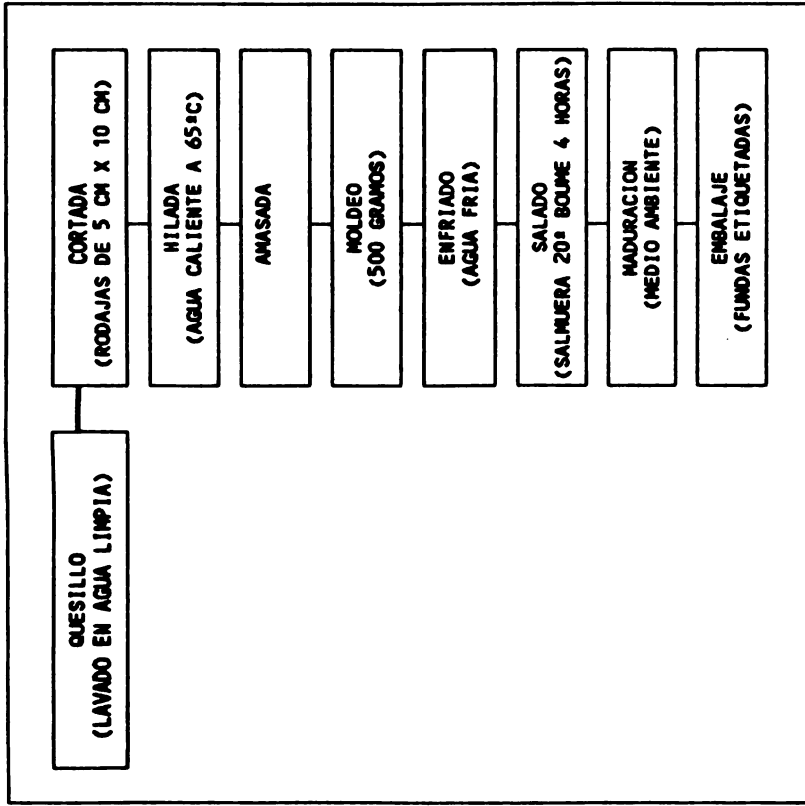 QUESILLO
(LAVADO EN AGUA LIMPIA)
CORTADA
(RODAJAS DE 5 CM X 10 CM)
HILADA
(AGUA CALIENTE A 65ºC)
AMASADA
MOLDEO
(500 GRAMOS)
ENFRIADO
(AGUA FRIA)
SALADO
(SALMUERA 20º BOUME 4 HORAS)
MADURACION
(MEDIO AMBIENTE)
EMBALAJE
(FUNDAS ETIQUETADAS)